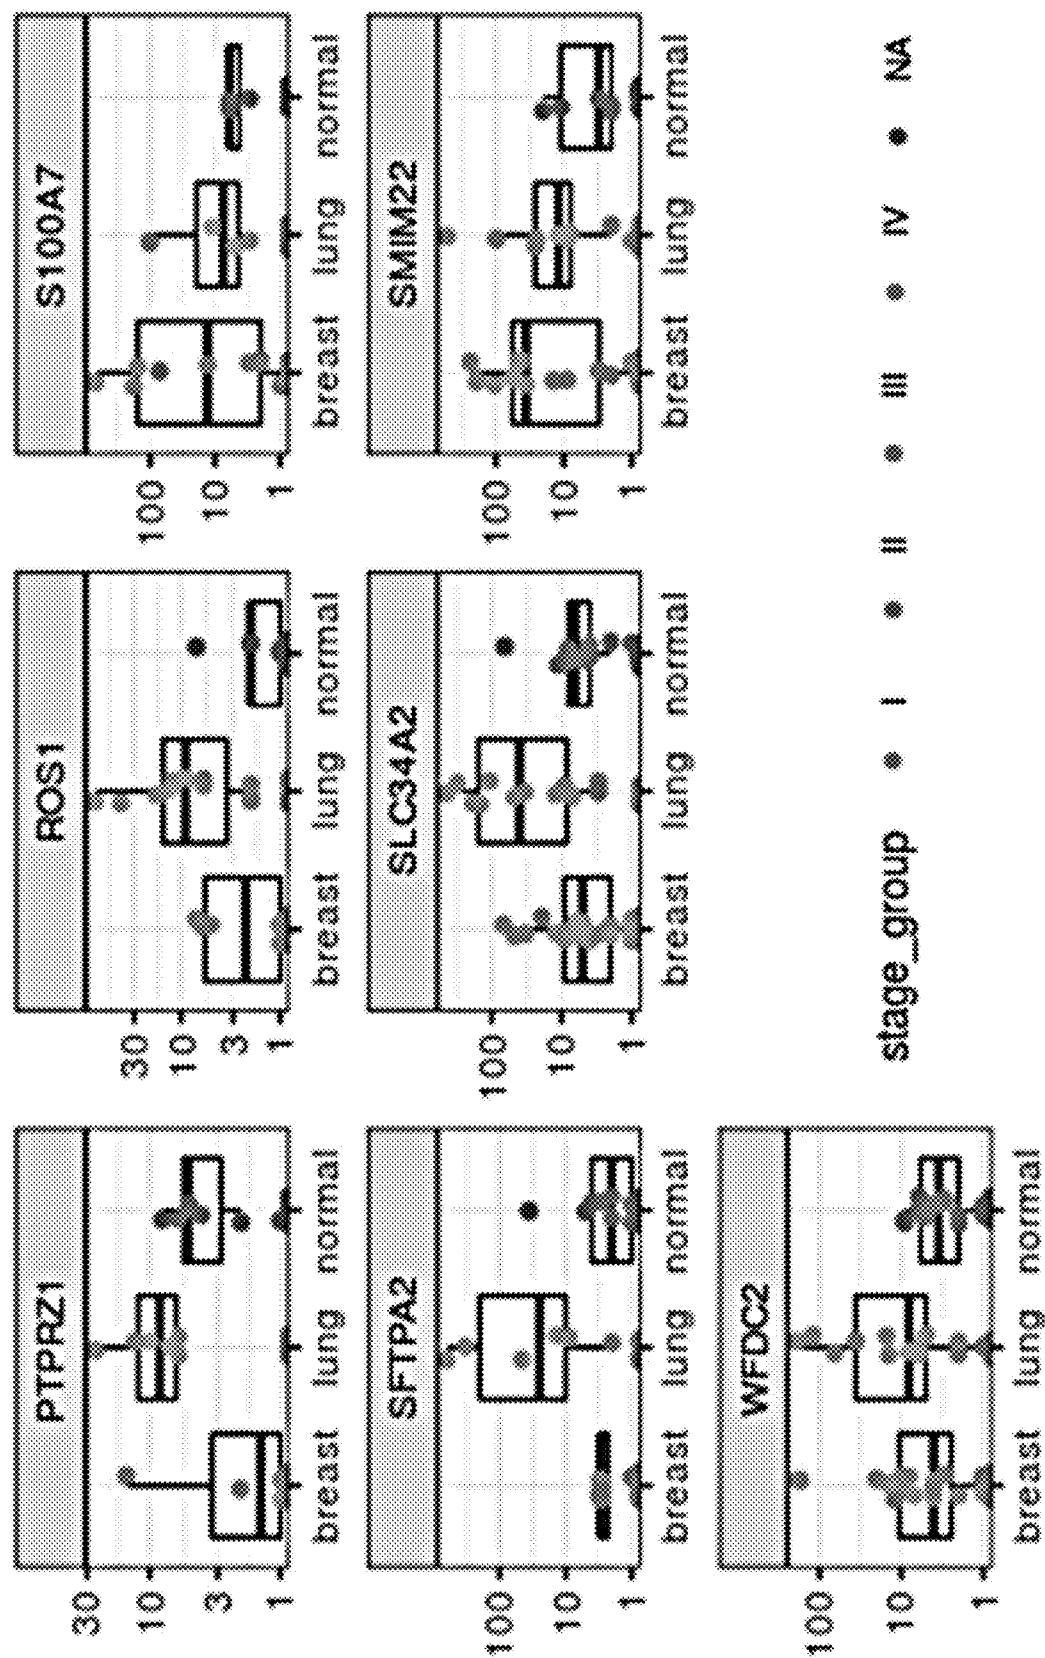 PTPRZ1
30
10
3
1
breast lung normal
ROS1
30
10
3
1
breast lung normal
S100A7
100
10
1
breast lung normal
SFTPA2
100
10
1
breast lung normal
SLC34A2
100
10
1
breast lung normal
SMIM22
100
10
1
breast lung normal
WFDC2
100
10
1
breast lung normal
stage_group I II III IV NA